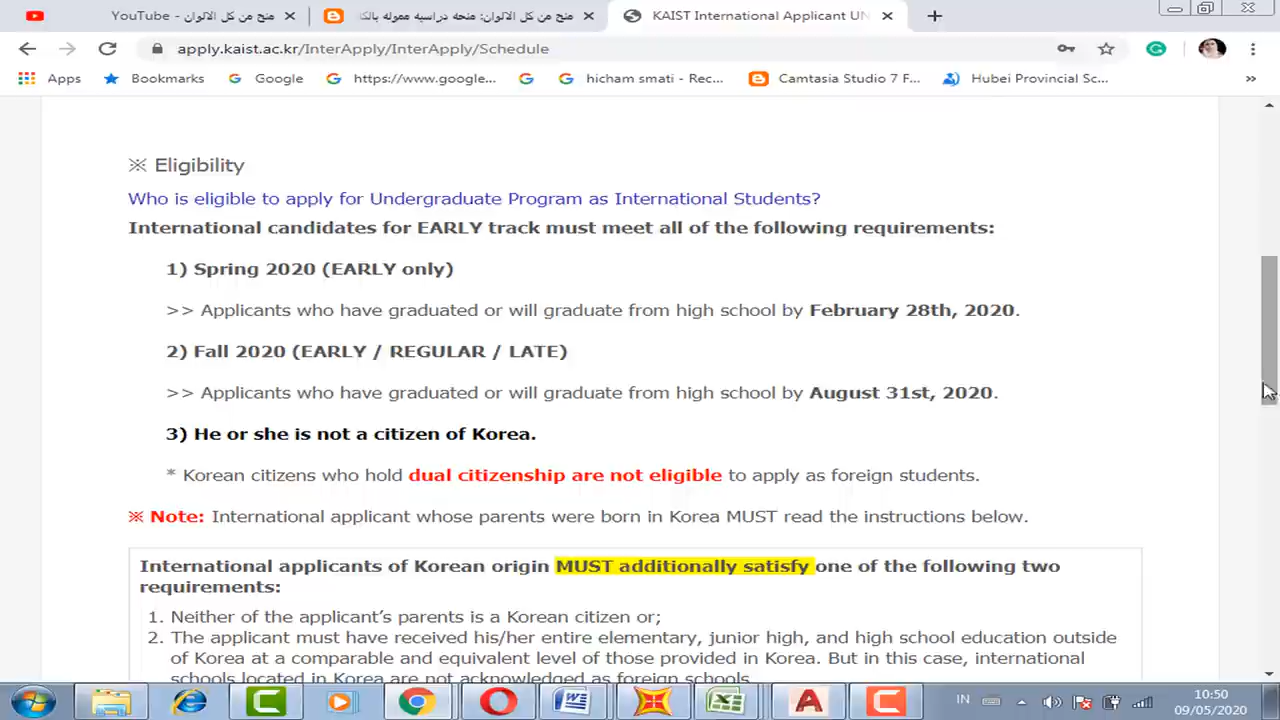 منح من كل الالوان - YouTube
منح من كل الالوان: منحه دراسيه مموله بالكا
KAIST International Applicant UN
apply.kaist.ac.kr/InterApply/InterApply/Schedule
Apps Bookmarks Google https://www.google... hicham smati - Rec... Camtasia Studio 7 F... Hubei Provincial Sc... »
※ Eligibility
Who is eligible to apply for Undergraduate Program as International Students?
International candidates for EARLY track must meet all of the following requirements:
1) Spring 2020 (EARLY only)
>> Applicants who have graduated or will graduate from high school by February 28th, 2020.
2) Fall 2020 (EARLY / REGULAR / LATE)
>> Applicants who have graduated or will graduate from high school by August 31st, 2020.
3) He or she is not a citizen of Korea.
* Korean citizens who hold dual citizenship are not eligible to apply as foreign students.
※ Note: International applicant whose parents were born in Korea MUST read the instructions below.
International applicants of Korean origin MUST additionally satisfy one of the following two
requirements:
1. Neither of the applicant's parents is a Korean citizen or;
2. The applicant must have received his/her entire elementary, junior high, and high school education outside
of Korea at a comparable and equivalent level of those provided in Korea. But in this case, international
schools located in Korea are not acknowledged as foreign schools.
IN
10:50
09/05/2020